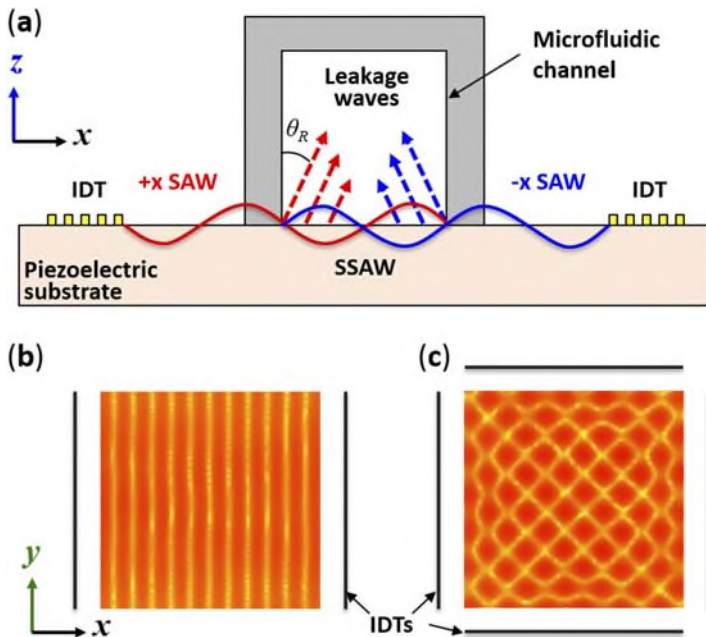 (a)
z
x
Leakage
waves
Microfluidic
channel
θR
IDT
+x SAW
-x SAW
IDT
SSAW
Piezoelectric
substrate
(b)
(c)
y
x
IDTs